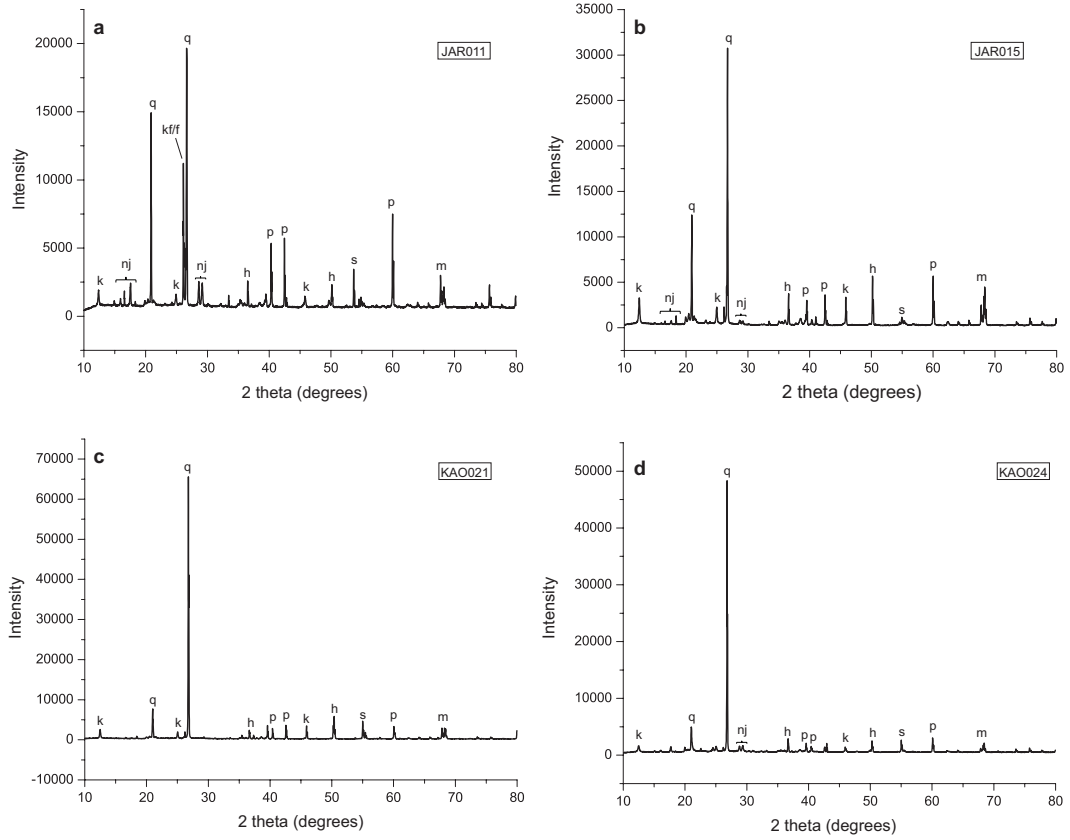 a
JAR011
20000
15000
10000
5000
0
Intensity
k
nj
q
kf/f
k
q
nj
h
p
p
k
h
s
p
m
10 20 30 40 50 60 70 80
2 theta (degrees)
b
JAR015
35000
30000
25000
20000
15000
10000
5000
0
Intensity
k
nj
q
k
q
nj
h
p
p
k
h
s
p
m
10 20 30 40 50 60 70 80
2 theta (degrees)
c
KAO021
70000
60000
50000
40000
30000
20000
10000
0
-10000
Intensity
k
q
k
q
h
p
p
k
h
s
p
m
10 20 30 40 50 60 70 80
2 theta (degrees)
d
KAO024
50000
40000
30000
20000
10000
0
Intensity
k
q
q
nj
h
p
p
k
h
s
p
m
10 20 30 40 50 60 70 80
2 theta (degrees)